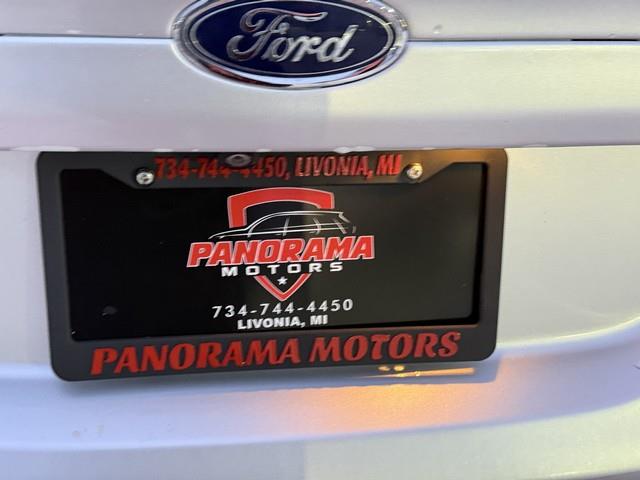 Ford
734-744-4450, LIVONIA, MI
PANORAMA
MOTORS
734-744-4450
LIVONIA, MI
PANORAMA MOTORS